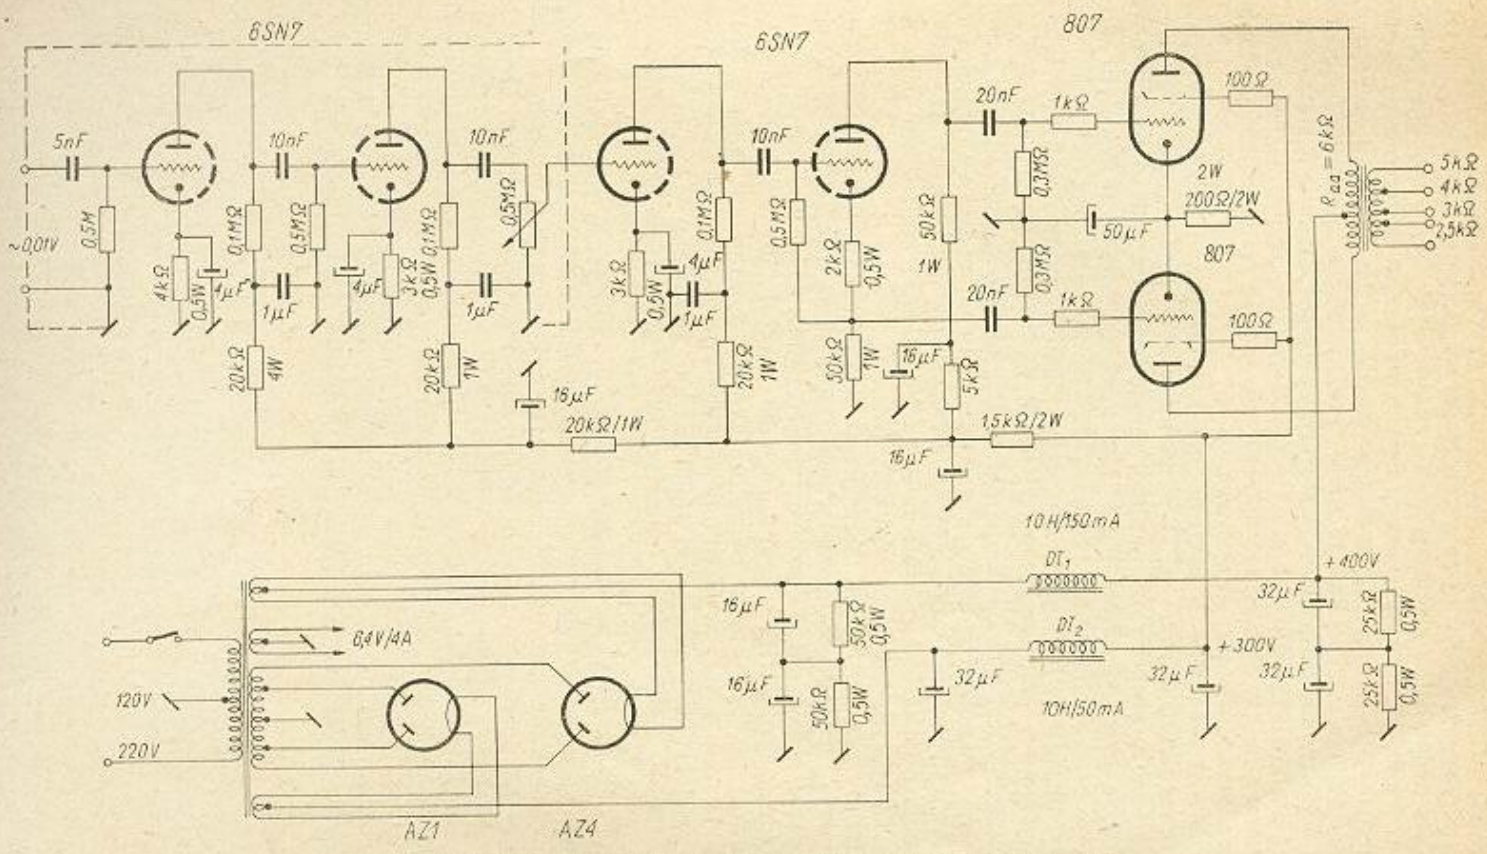 6SN7
6SN7
807
5nF
10nF
10nF
10nF
20nF
1kΩ
100Ω
~0,01V
0,5M
4kΩ
0,5W
4µF
0,1MΩ
1µF
0,5MΩ
4µF
3kΩ
0,5W
0,1MΩ
1µF
0,5MΩ
3kΩ
0,5W
4µF
1µF
0,1MΩ
0,5MΩ
2kΩ
0,5W
50kΩ
1W
0,3MΩ
2W
200Ω/2W
50µF
807
0,3MΩ
20nF
1kΩ
100Ω
Raa=6kΩ
5kΩ
4kΩ
3kΩ
2,5kΩ
20kΩ
4W
20kΩ
1W
16µF
20kΩ/1W
20kΩ
1W
50kΩ
1W
16µF
5kΩ
1,5kΩ/2W
16µF
10H/150mA
DT1
+400V
6,4V/4A
120V
220V
16µF
50kΩ
0,5W
16µF
50kΩ
0,5W
32µF
DT2
10H/50mA
+300V
32µF
32µF
25kΩ
0,5W
32µF
25kΩ
0,5W
AZ1
AZ4